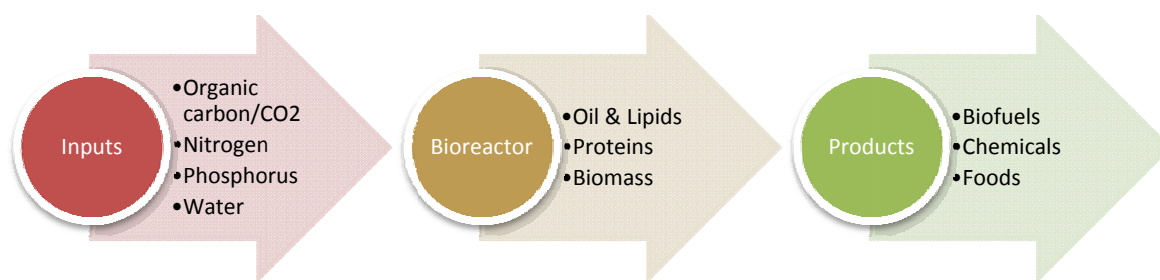 Inputs
•Organic
carbon/CO2
•Nitrogen
•Phosphorus
•Water
Bioreactor
•Oil & Lipids
•Proteins
•Biomass
Products
•Biofuels
•Chemicals
•Foods